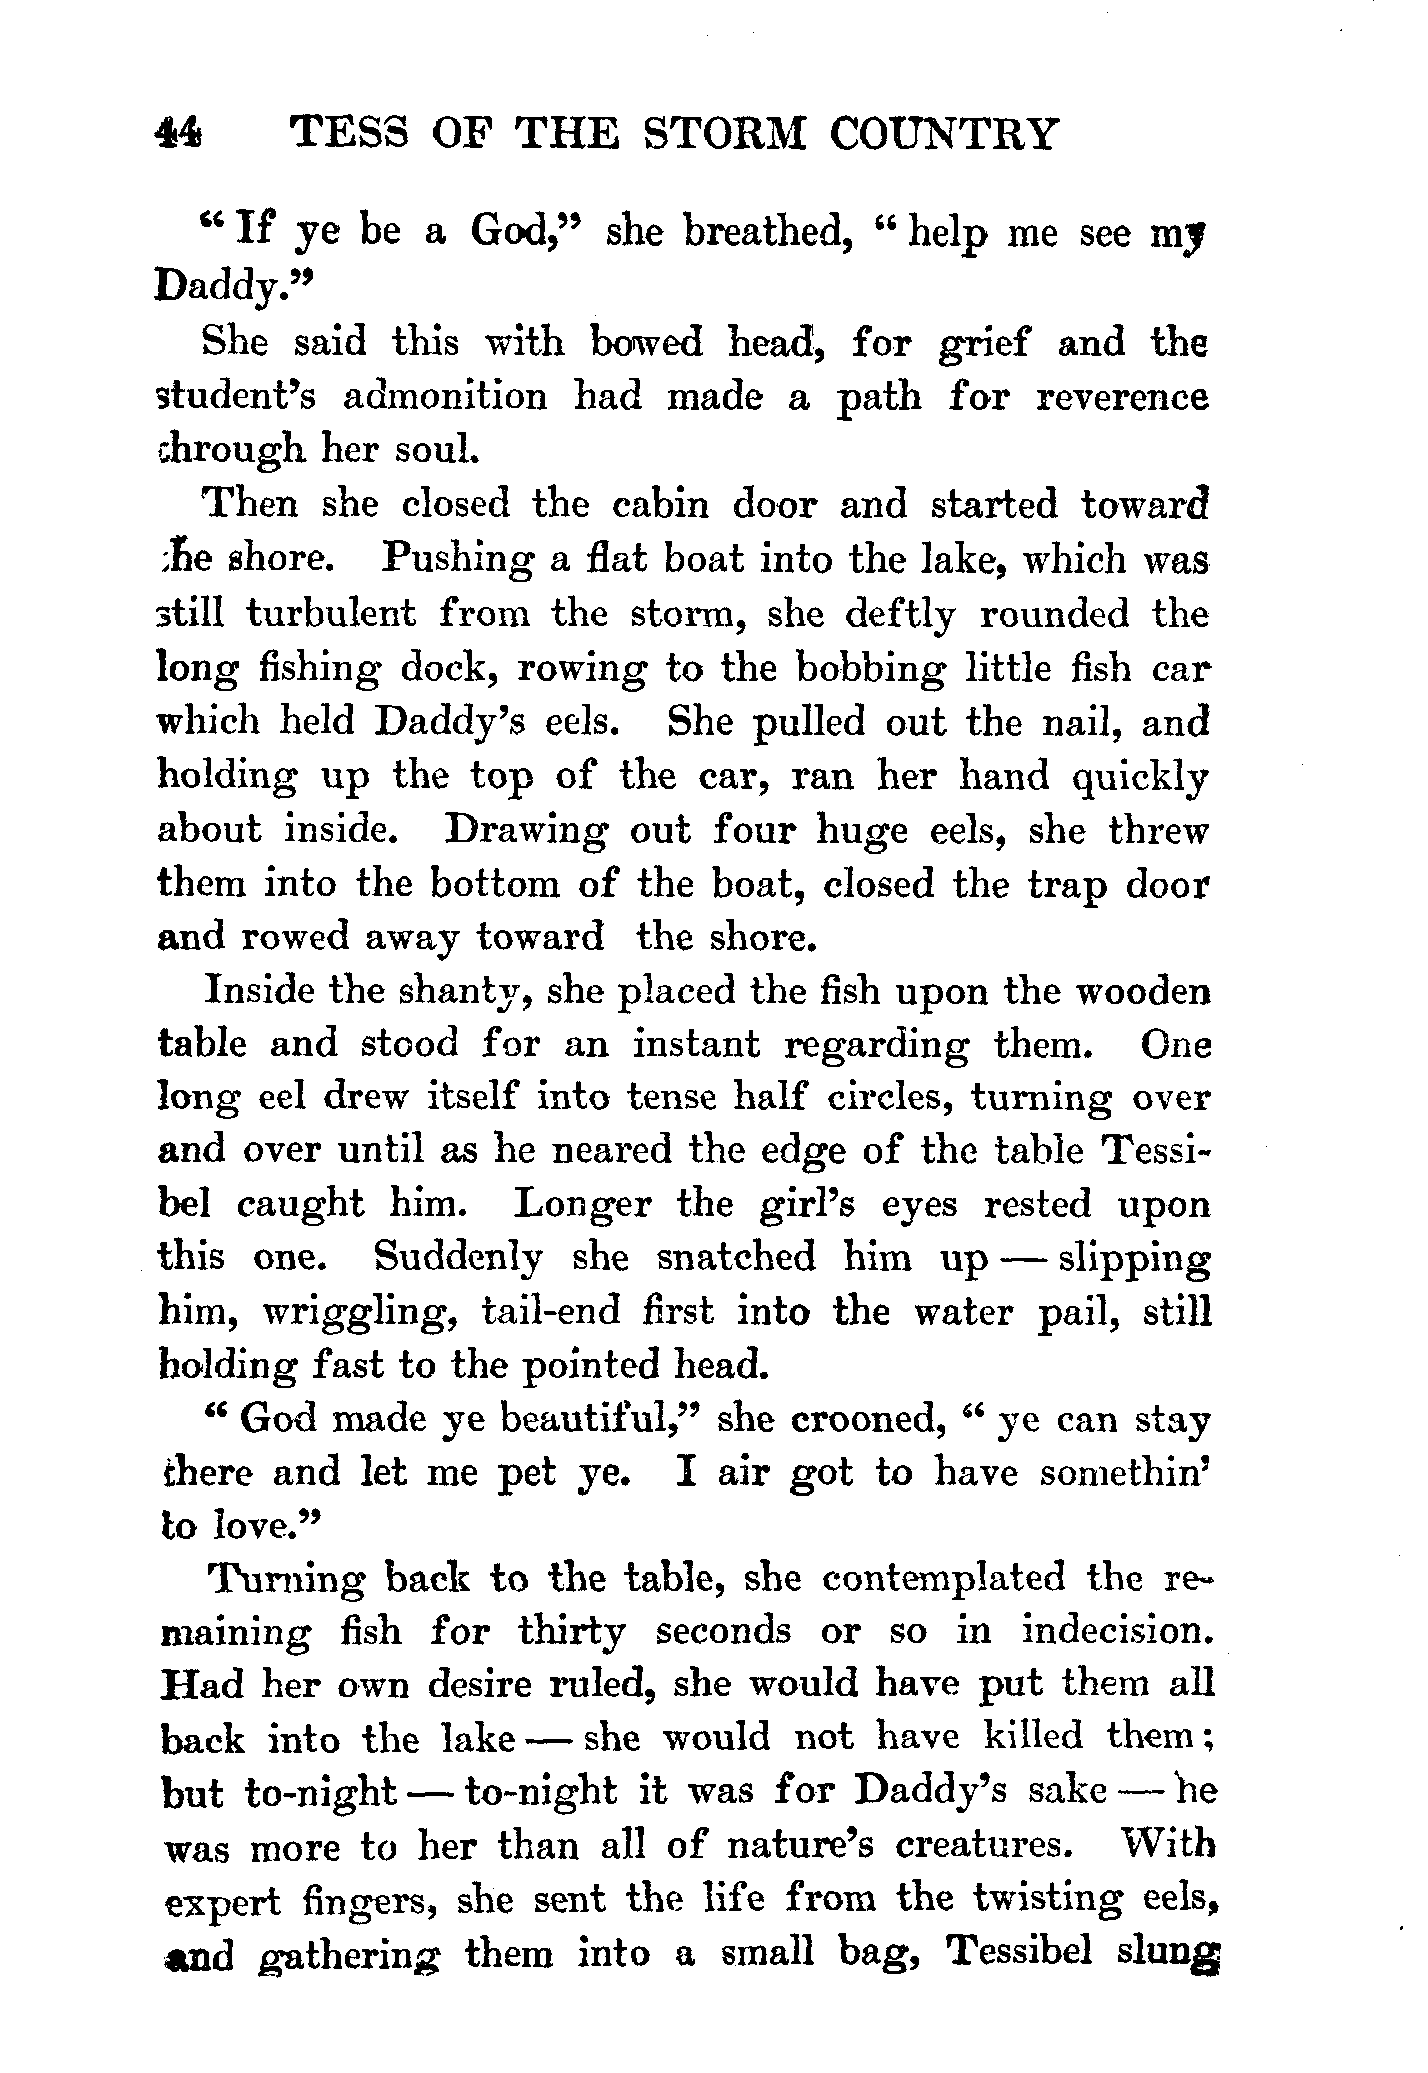 44 TESS OF THE STORM COUNTRY
“ If ye be a God,” she breathed, “ help me see my
Daddy.”
She said this with bowed head, for grief and the
student’s admonition had made a path for reverence
through her soul.
Then she closed the cabin door and started toward
the shore. Pushing a flat boat into the lake, which was
still turbulent from the storm, she deftly rounded the
long fishing dock, rowing to the bobbing little fish car
which held Daddy’s eels. She pulled out the nail, and
holding up the top of the car, ran her hand quickly
about inside. Drawing out four huge eels, she threw
them into the bottom of the boat, closed the trap door
and rowed away toward the shore.
Inside the shanty, she placed the fish upon the wooden
table and stood for an instant regarding them. One
long eel drew itself into tense half circles, turning over
and over until as he neared the edge of the table Tessi-
bel caught him. Longer the girl’s eyes rested upon
this one. Suddenly she snatched him up — slipping
him, wriggling, tail-end first into the water pail, still
holding fast to the pointed head.
“ God made ye beautiful,” she crooned, “ ye can stay
there and let me pet ye. I air got to have somethin’
to love.”
Turning back to the table, she contemplated the re-
maining fish for thirty seconds or so in indecision.
Had her own desire ruled, she would have put them all
back into the lake — she would not have killed them ;
but to-night — to-night it was for Daddy’s sake — he
was more to her than all of nature’s creatures. With
expert fingers, she sent the life from the twisting eels,
and gathering them into a small bag, Tessibel slung